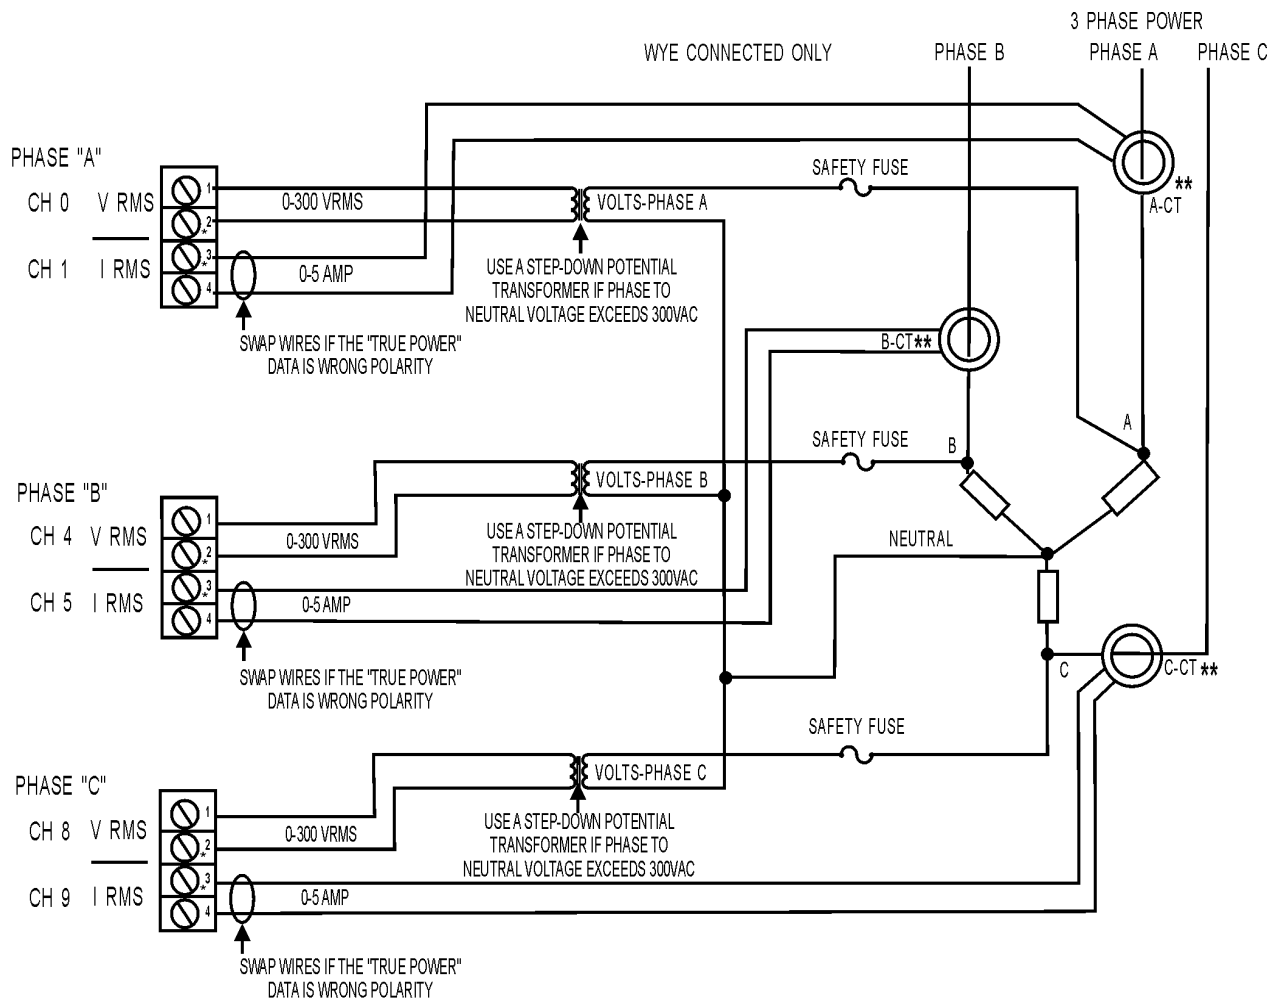 3 PHASE POWER
WYE CONNECTED ONLY
PHASE B
PHASE A
PHASE C
PHASE "A"
CH 0 V RMS
CH 1 I RMS
1
2
*
3
*
4
0-300 VRMS
0-5 AMP
SWAP WIRES IF THE "TRUE POWER"
DATA IS WRONG POLARITY
VOLTS-PHASE A
USE A STEP-DOWN POTENTIAL
TRANSFORMER IF PHASE TO
NEUTRAL VOLTAGE EXCEEDS 300VAC
SAFETY FUSE
**
A-CT
B-CT**
A
B
PHASE "B"
CH 4 V RMS
CH 5 I RMS
1
2
*
3
*
4
0-300 VRMS
0-5 AMP
SWAP WIRES IF THE "TRUE POWER"
DATA IS WRONG POLARITY
VOLTS-PHASE B
USE A STEP-DOWN POTENTIAL
TRANSFORMER IF PHASE TO
NEUTRAL VOLTAGE EXCEEDS 300VAC
SAFETY FUSE
NEUTRAL
C
C-CT**
PHASE "C"
CH 8 V RMS
CH 9 I RMS
1
2
*
3
*
4
0-300 VRMS
0-5 AMP
SWAP WIRES IF THE "TRUE POWER"
DATA IS WRONG POLARITY
VOLTS-PHASE C
USE A STEP-DOWN POTENTIAL
TRANSFORMER IF PHASE TO
NEUTRAL VOLTAGE EXCEEDS 300VAC
SAFETY FUSE